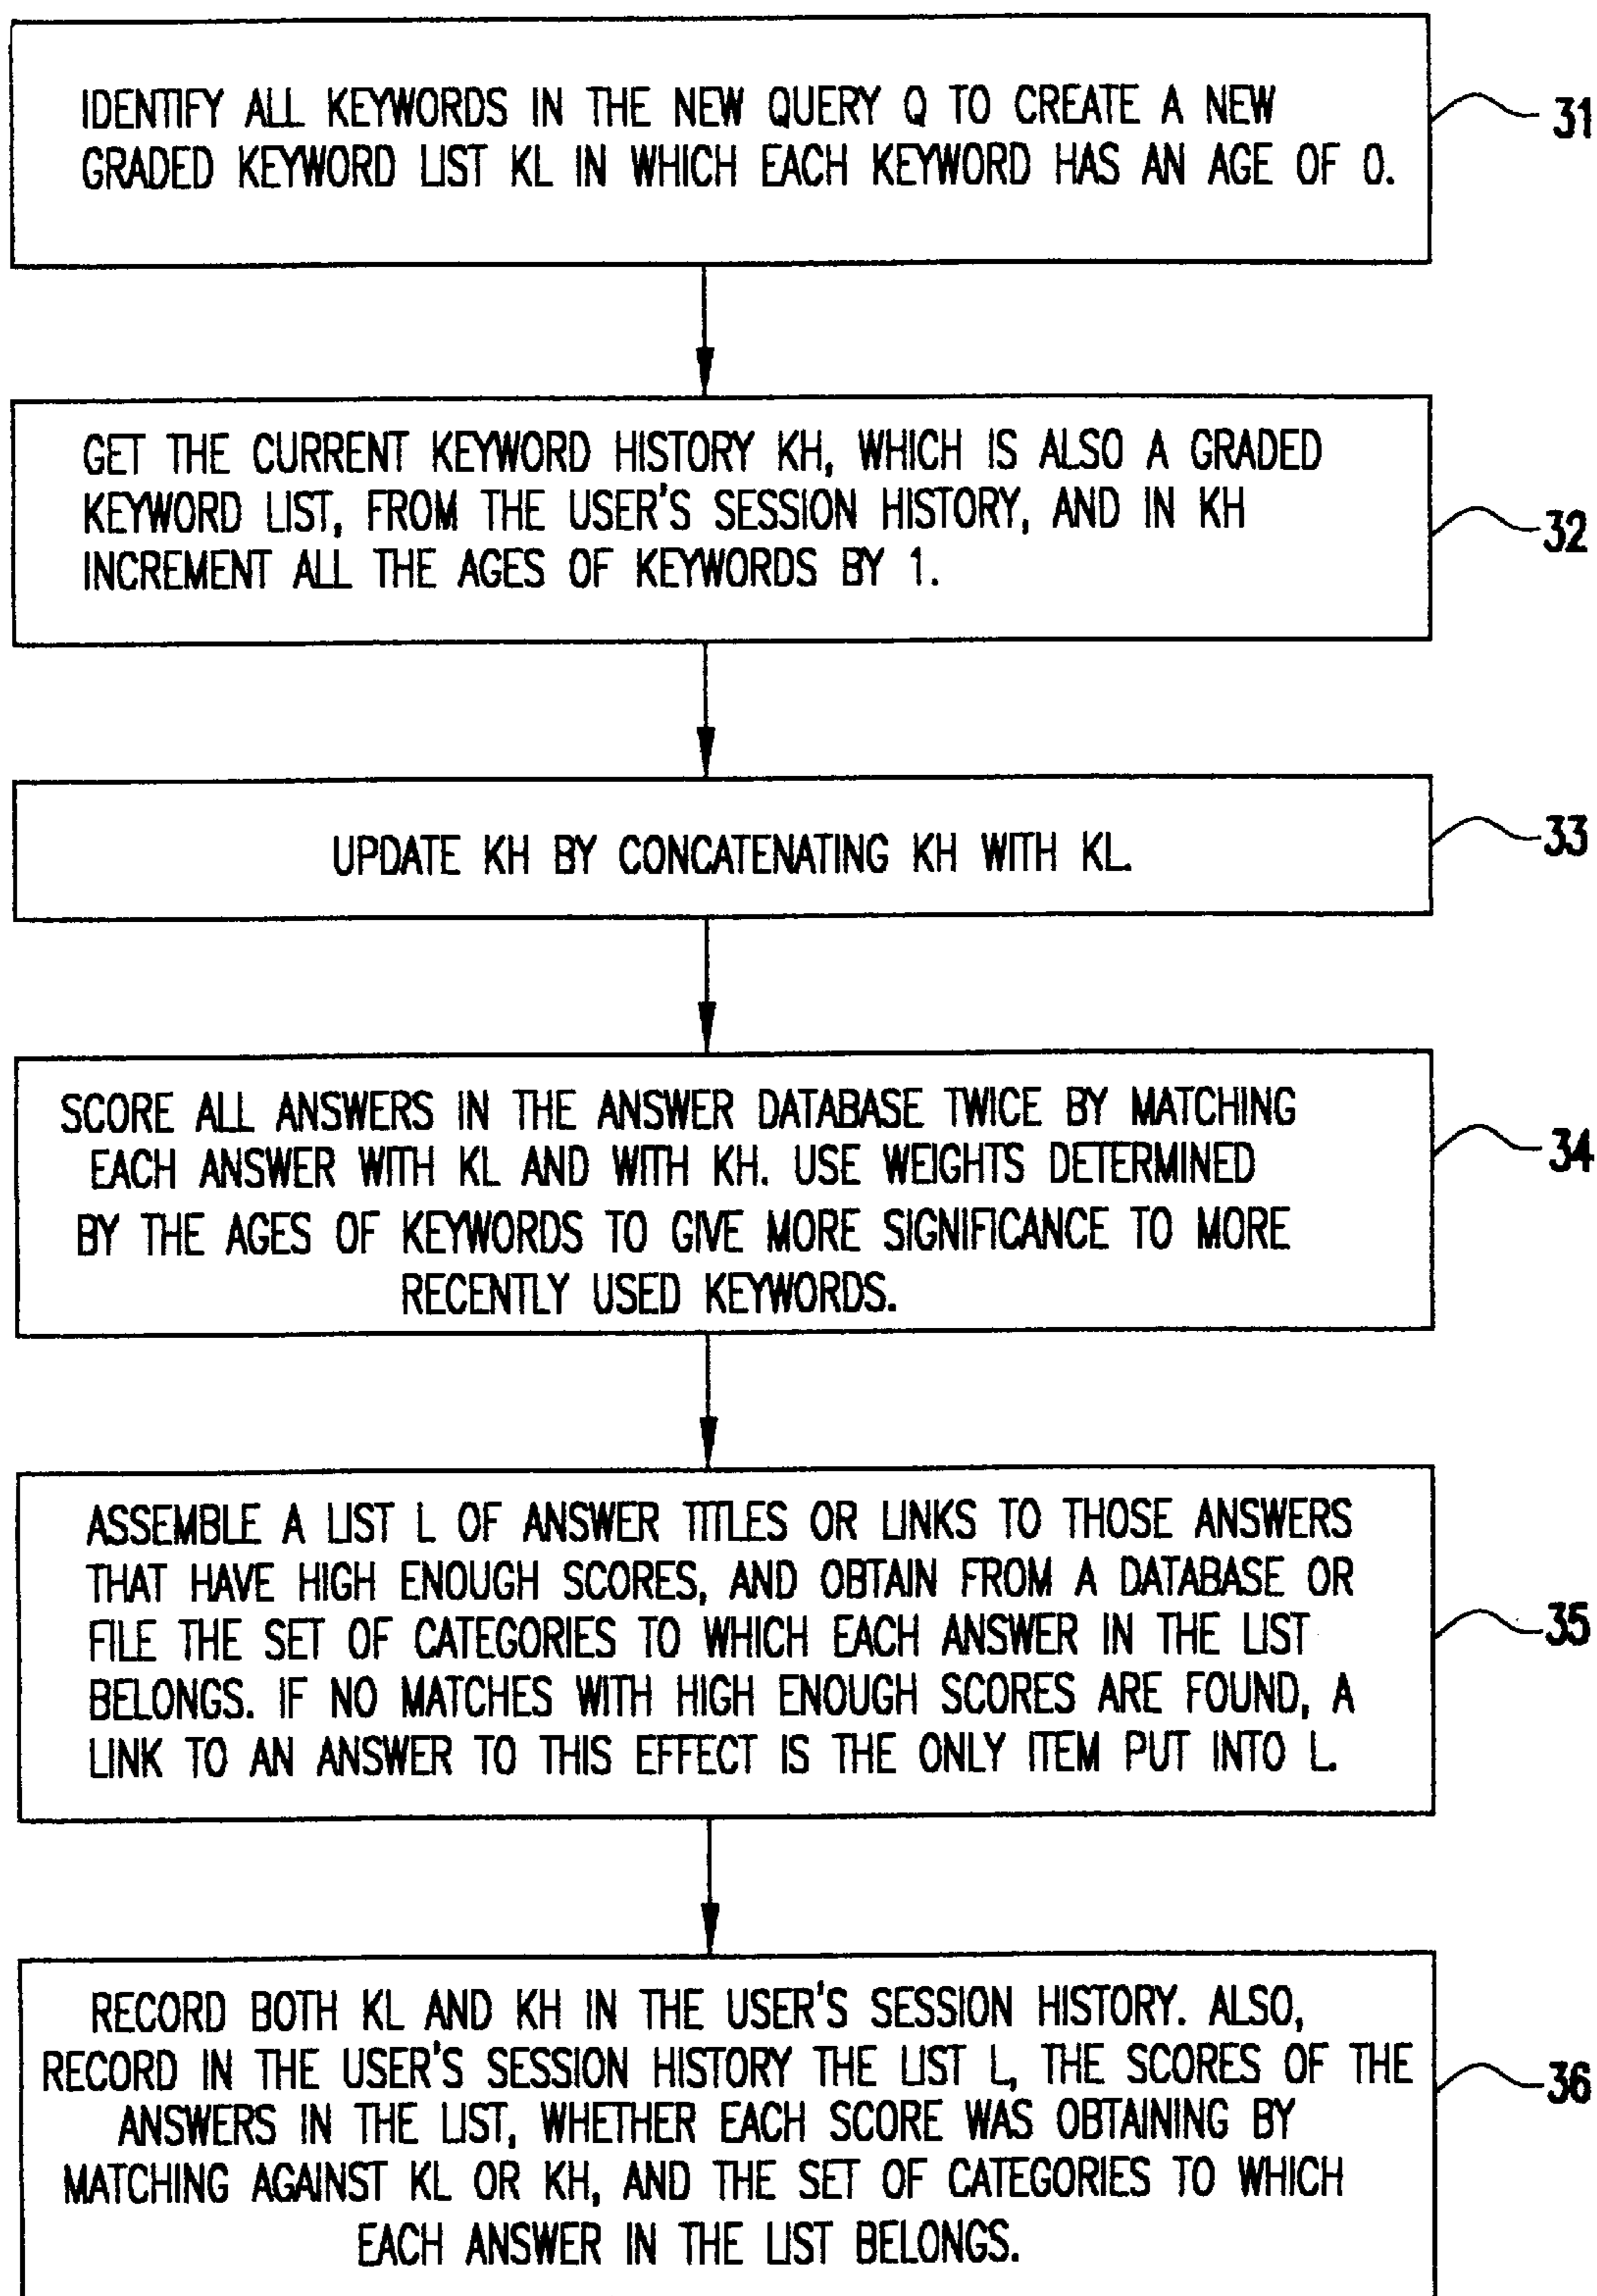 IDENTIFY ALL KEYWORDS IN THE NEW QUERY Q TO CREATE A NEW
GRADED KEYWORD LIST KL IN WHICH EACH KEYWORD HAS AN AGE OF 0.
31
GET THE CURRENT KEYWORD HISTORY KH, WHICH IS ALSO A GRADED
KEYWORD LIST, FROM THE USER'S SESSION HISTORY, AND IN KH
INCREMENT ALL THE AGES OF KEYWORDS BY 1.
32
UPDATE KH BY CONCATENATING KH WITH KL.
33
SCORE ALL ANSWERS IN THE ANSWER DATABASE TWICE BY MATCHING
EACH ANSWER WITH KL AND WITH KH. USE WEIGHTS DETERMINED
BY THE AGES OF KEYWORDS TO GIVE MORE SIGNIFICANCE TO MORE
RECENTLY USED KEYWORDS.
34
ASSEMBLE A LIST L OF ANSWER TITLES OR LINKS TO THOSE ANSWERS
THAT HAVE HIGH ENOUGH SCORES, AND OBTAIN FROM A DATABASE OR
FILE THE SET OF CATEGORIES TO WHICH EACH ANSWER IN THE LIST
BELONGS. IF NO MATCHES WITH HIGH ENOUGH SCORES ARE FOUND, A
LINK TO AN ANSWER TO THIS EFFECT IS THE ONLY ITEM PUT INTO L.
35
RECORD BOTH KL AND KH IN THE USER'S SESSION HISTORY. ALSO,
RECORD IN THE USER'S SESSION HISTORY THE LIST L, THE SCORES OF THE
ANSWERS IN THE LIST, WHETHER EACH SCORE WAS OBTAINING BY
MATCHING AGAINST KL OR KH, AND THE SET OF CATEGORIES TO WHICH
EACH ANSWER IN THE LIST BELONGS.
36